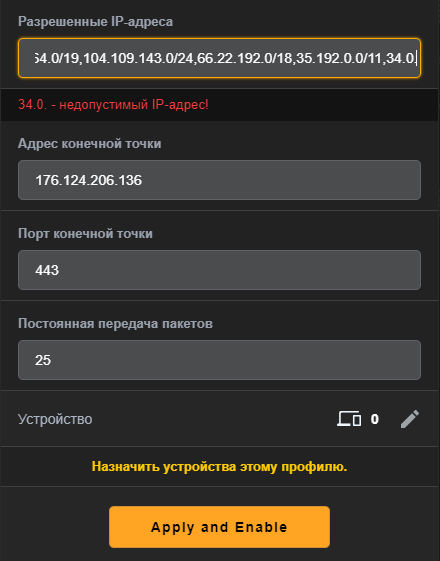 Разрешенные IP-адреса
64.0/19,104.109.143.0/24,66.22.192.0/18,35.192.0.0/11,34.0.
34.0. - недопустимый IP-адрес!
Адрес конечной точки
176.124.206.136
Порт конечной точки
443
Постоянная передача пакетов
25
Устройство 0
Назначить устройства этому профилю.
Apply and Enable